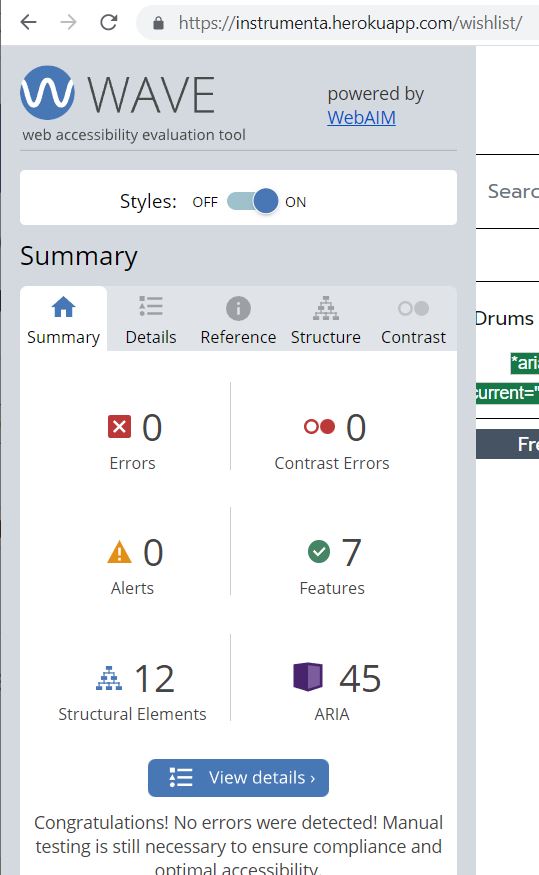 https://instrumenta.herokuapp.com/wishlist/
WAVE
web accessibility evaluation tool
powered by
WebAIM
Styles: OFF ON
Summary
Summary Details Reference Structure Contrast
0
Errors
0
Contrast Errors
0
Alerts
7
Features
12
Structural Elements
45
ARIA
View details ›
Congratulations! No errors were detected! Manual
testing is still necessary to ensure compliance and
optimal accessibility.
Searc
Drums
*aria
current="
Fre